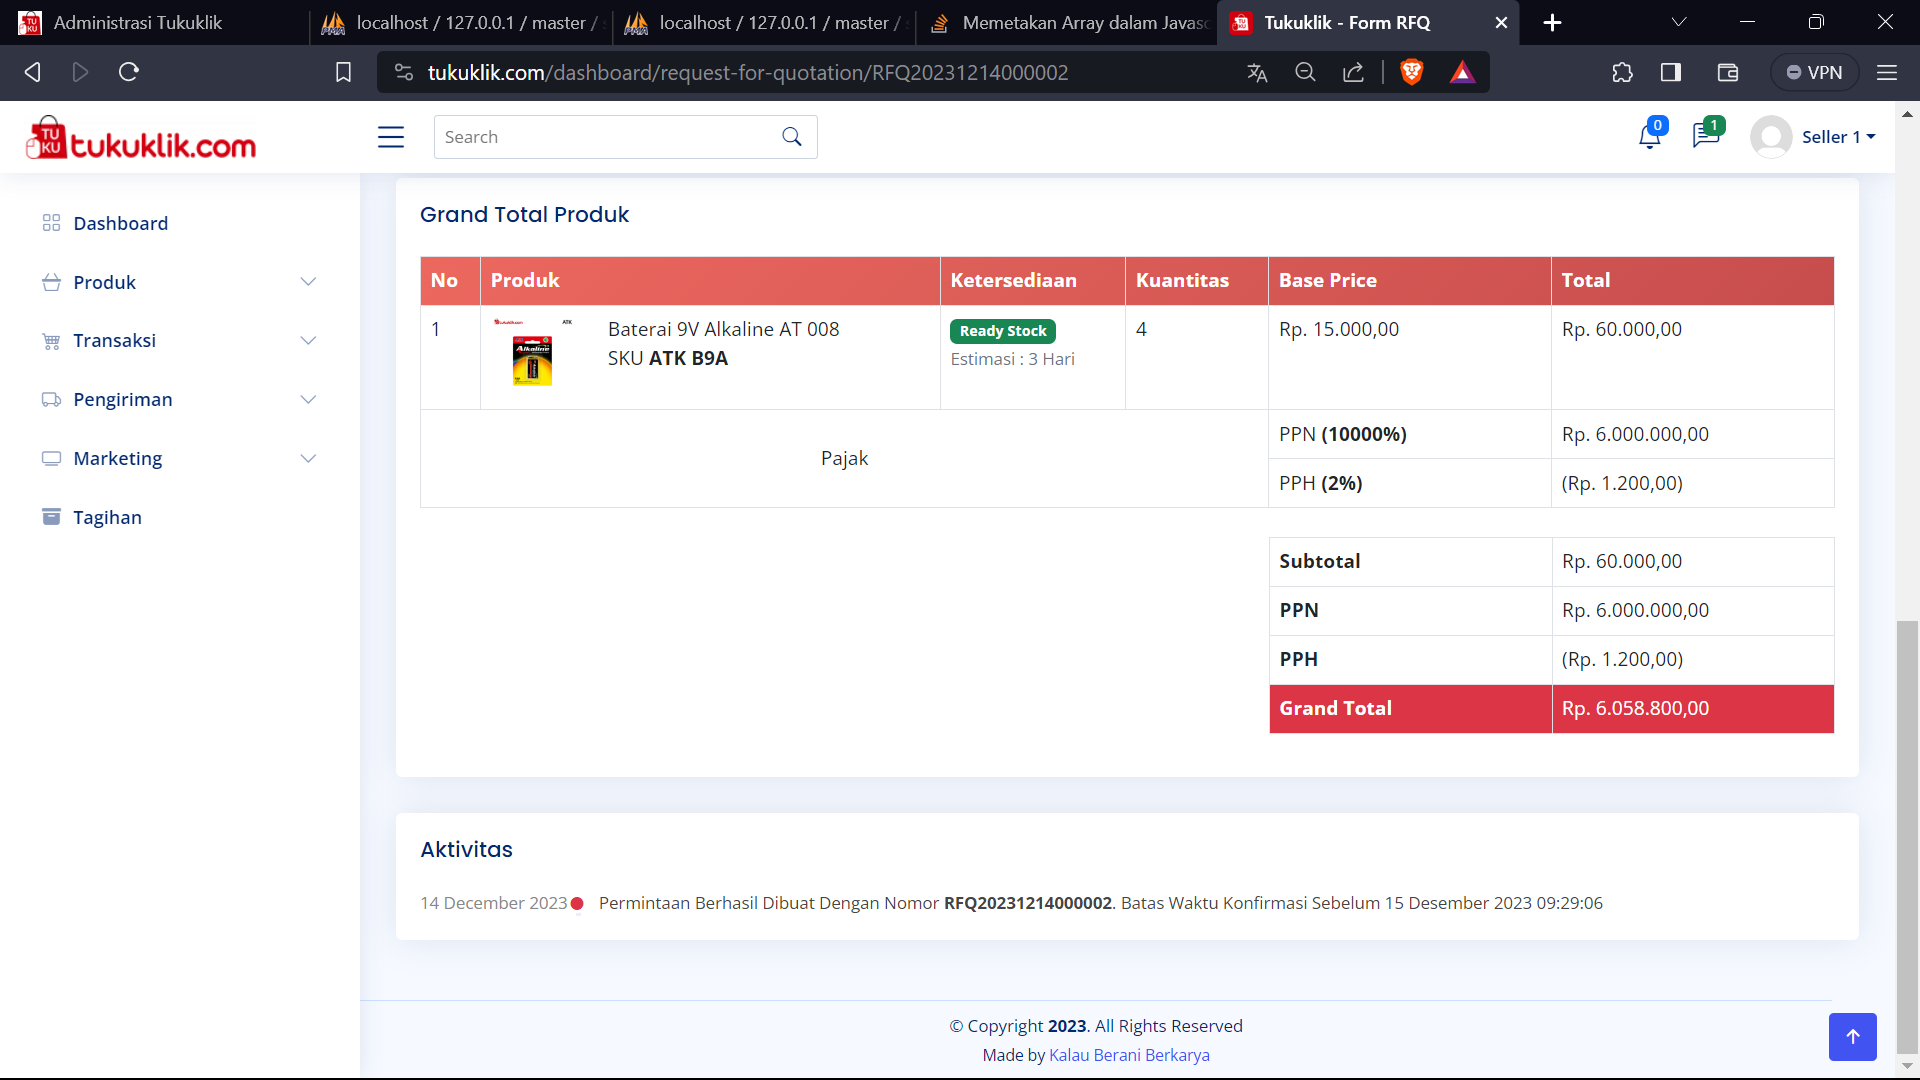 Administrasi Tukuklik
localhost / 127.0.0.1 / master /
localhost / 127.0.0.1 / master /
Memetakan Array dalam Javasc
Tukuklik - Form RFQ
tukuklik.com/dashboard/request-for-quotation/RFQ20231214000002
VPN
TU
KU
tukuklik.com
Search
0
1
Seller 1
Dashboard
Produk
Transaksi
Pengiriman
Marketing
Tagihan
Grand Total Produk
No Produk Ketersediaan Kuantitas Base Price Total
1 Baterai 9V Alkaline AT 008 Ready Stock 4 Rp. 15.000,00 Rp. 60.000,00
SKU ATK B9A Estimasi : 3 Hari
tukuklik.com ATK
Alkaline
Pajak
PPN (10000%) Rp. 6.000.000,00
PPH (2%) (Rp. 1.200,00)
Subtotal Rp. 60.000,00
PPN Rp. 6.000.000,00
PPH (Rp. 1.200,00)
Grand Total Rp. 6.058.800,00
Aktivitas
14 December 2023 Permintaan Berhasil Dibuat Dengan Nomor RFQ20231214000002. Batas Waktu Konfirmasi Sebelum 15 Desember 2023 09:29:06
© Copyright 2023. All Rights Reserved
Made by Kalau Berani Berkarya